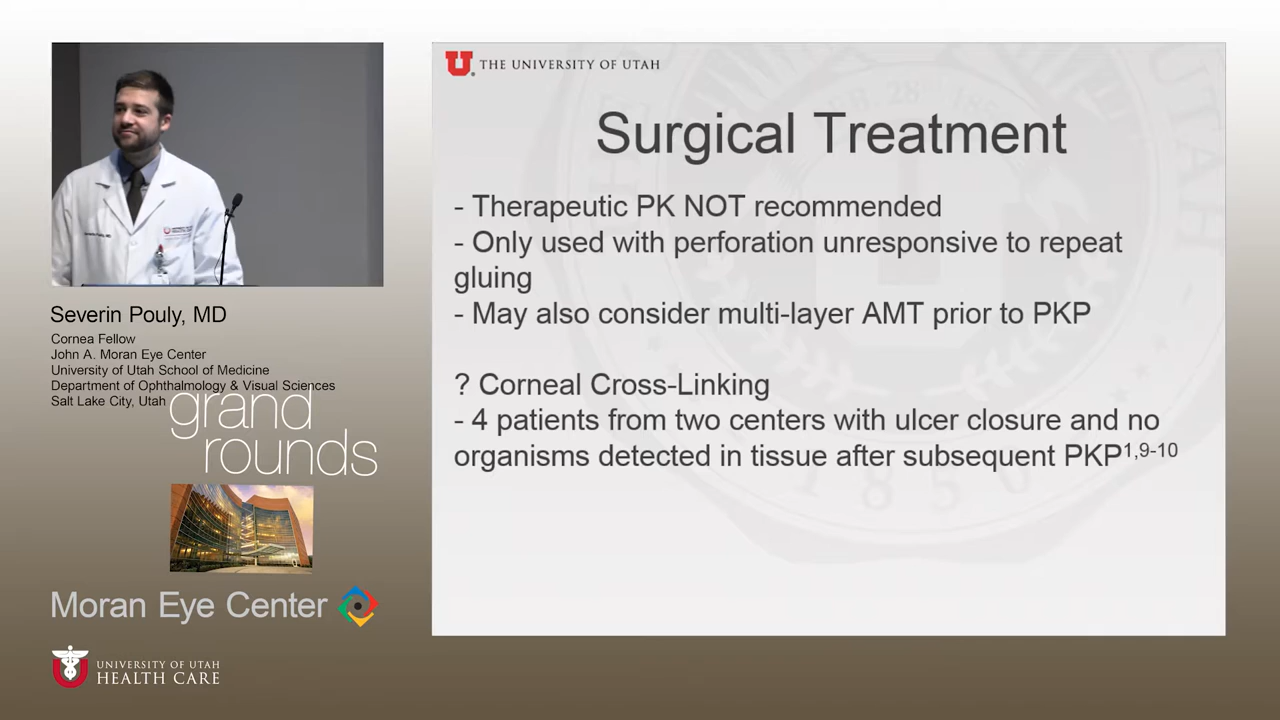 THE UNIVERSITY OF UTAH
Surgical Treatment
- Therapeutic PK NOT recommended
- Only used with perforation unresponsive to repeat
gluing
- May also consider multi-layer AMT prior to PKP
? Corneal Cross-Linking
- 4 patients from two centers with ulcer closure and no
organisms detected in tissue after subsequent PKP1,9-10
Severin Pouly, MD
Cornea Fellow
John A. Moran Eye Center
University of Utah School of Medicine
Department of Ophthalmology & Visual Sciences
Salt Lake City, Utah
grand
rounds
Moran Eye Center
UNIVERSITY OF UTAH
HEALTH CARE
1850